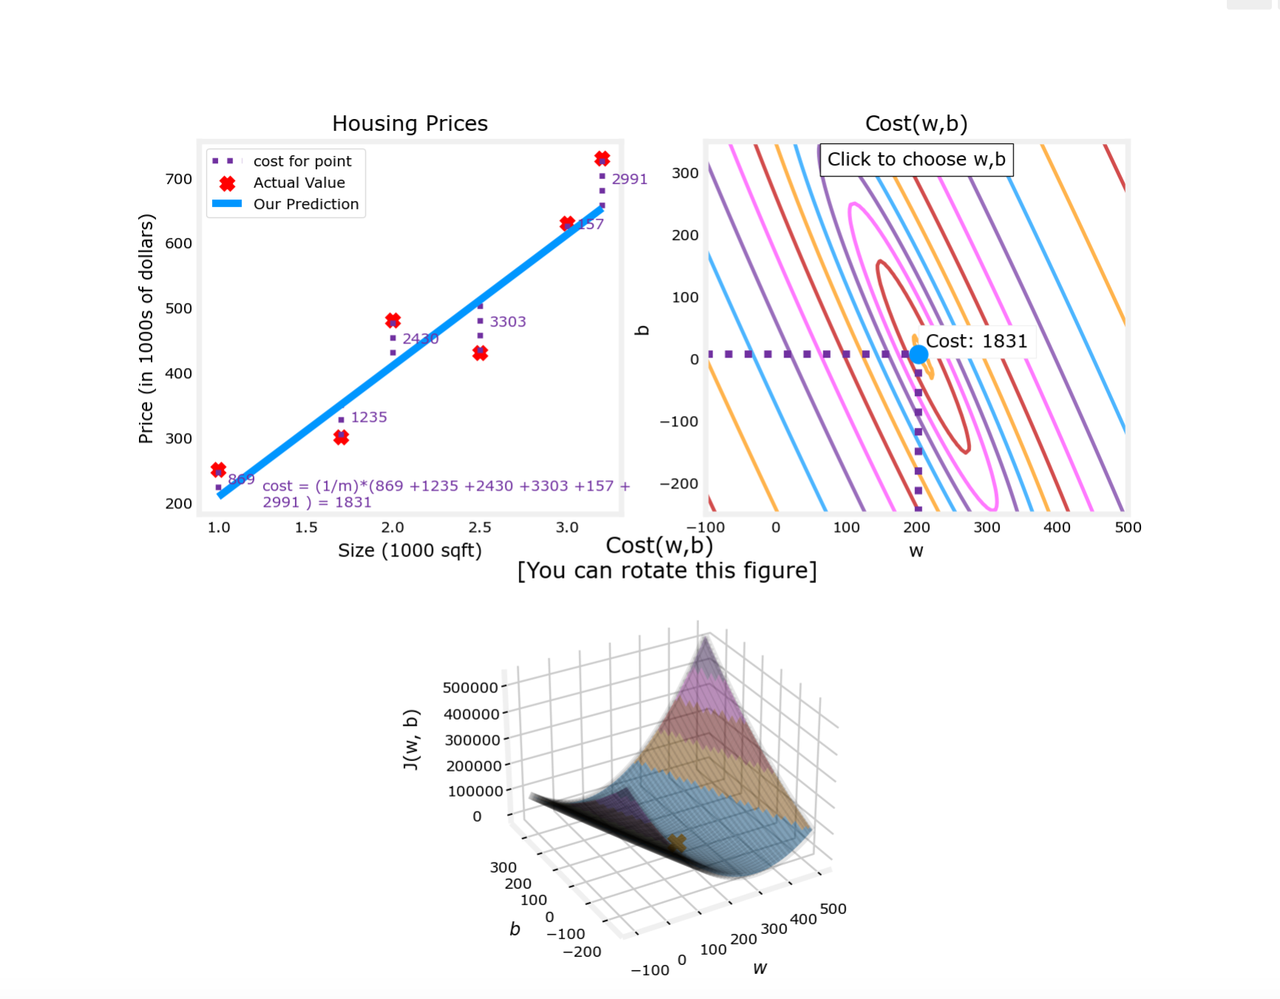 Housing Prices
cost for point
Actual Value
Our Prediction
Price (in 1000s of dollars)
700
600
500
400
300
200
2991
157
2430
3303
1235
869
cost = (1/m)*(869 +1235 +2430 +3303 +157 +
2991 ) = 1831
1.0 1.5 2.0 2.5 3.0
Size (1000 sqft)
Cost(w,b)
Click to choose w,b
b
300
200
100
0
−100
−200
Cost: 1831
−100 0 100 200 300 400 500
w
Cost(w,b)
[You can rotate this figure]
J(w, b)
500000
400000
300000
200000
100000
0
300
200
100
0
−100
−200
b
−100 0 100 200 300 400 500
w